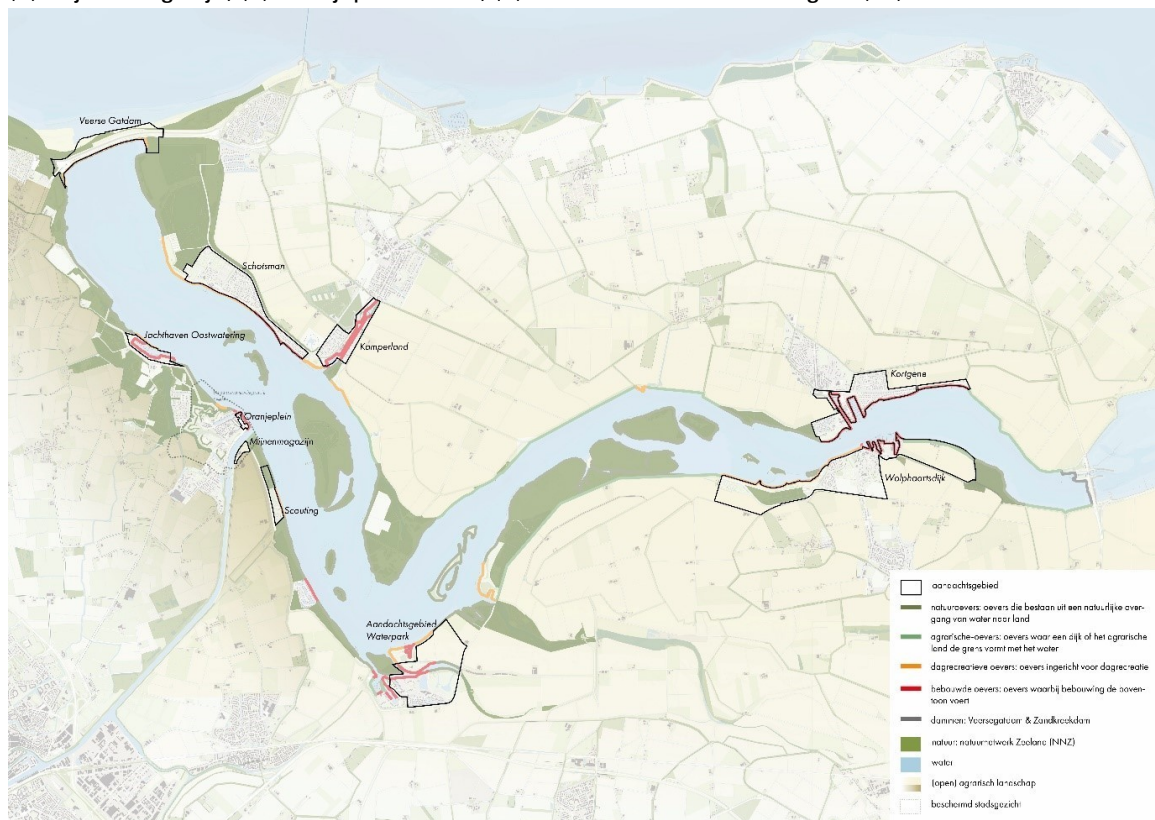 Veerse Gatdam
Schotsman
Jachthaven Oostwatering
Kamperland
Kortgene
Oranjeplein
Mijnenmagazijn
Wolphaartsdijk
Scouting
Aandachtsgebied
Waterpark
aandachtsgebied
natuuroevers: oevers die bestaan uit een natuurlijke over-
gang van water naar land
agrarische-oevers: oevers waar een dijk of het agrarische
land de grens vormt met het water
dagrecreatieve oevers: oevers ingericht voor dagrecreatie
bebouwde oevers: oevers waarbij bebouwing de boven-
toon voert
dammen: Veersegatdam & Zandkreekdam
natuur: natuurnetwerk Zeeland (NNZ)
water
(open) agrarisch landschap
beschermd stadsgezicht